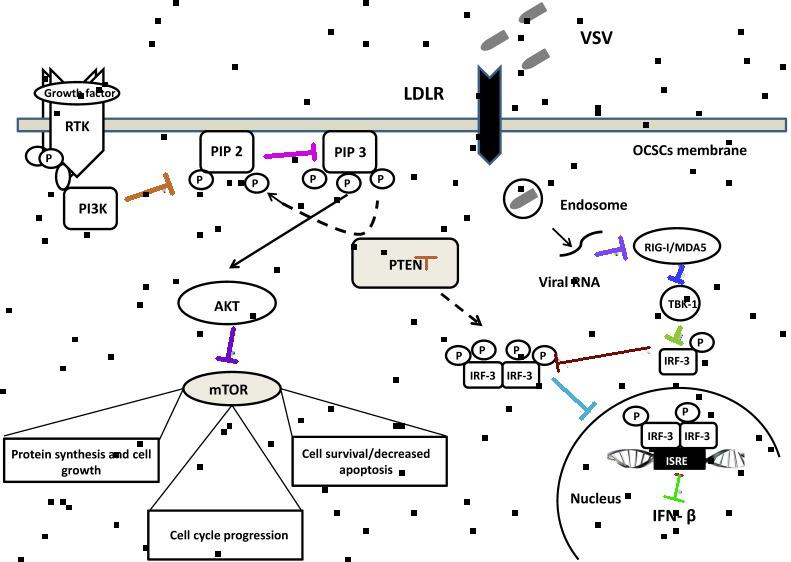 VSV
LDLR
Growth factor
RTK
P
PI3K
PIP 2
PIP 3
P
P
P
P
P
OCSCs membrane
Endosome
Viral RNA
RIG-I/MDA5
TBK-1
P
IRF-3
PTEN
AKT
mTOR
P
P
P
P
IRF-3
IRF-3
P
P
IRF-3
IRF-3
ISRE
Nucleus
IFN- β
Protein synthesis and cell
growth
Cell cycle progression
Cell survival/decreased
apoptosis